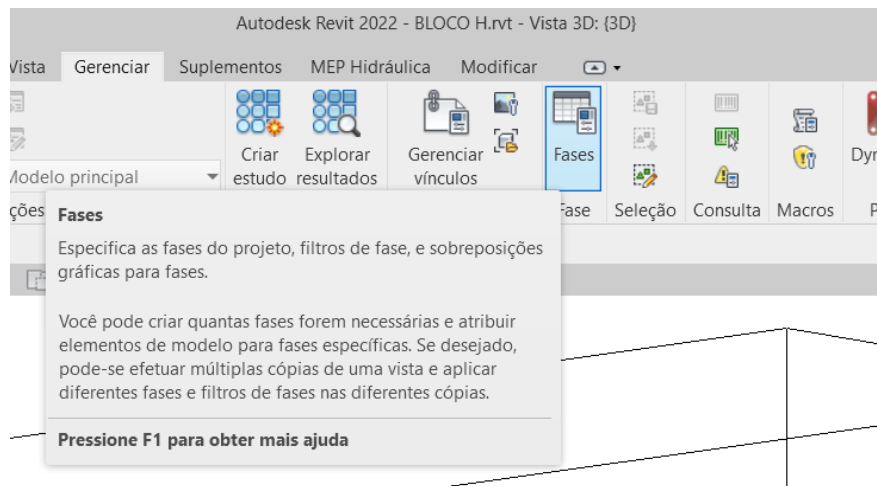 Autodesk Revit 2022 - BLOCO H.rvt - Vista 3D: {3D}
Vista Gerenciar Suplementos MEP Hidráulica Modificar
Criar estudo
Explorar resultados
Gerenciar vínculos
Fases
Modelo principal
Fase Seleção Consulta Macros
Fases
Especifica as fases do projeto, filtros de fase, e sobreposições
gráficas para fases.
Você pode criar quantas fases forem necessárias e atribuir
elementos de modelo para fases específicas. Se desejado,
pode-se efetuar múltiplas cópias de uma vista e aplicar
diferentes fases e filtros de fases nas diferentes cópias.
Pressione F1 para obter mais ajuda